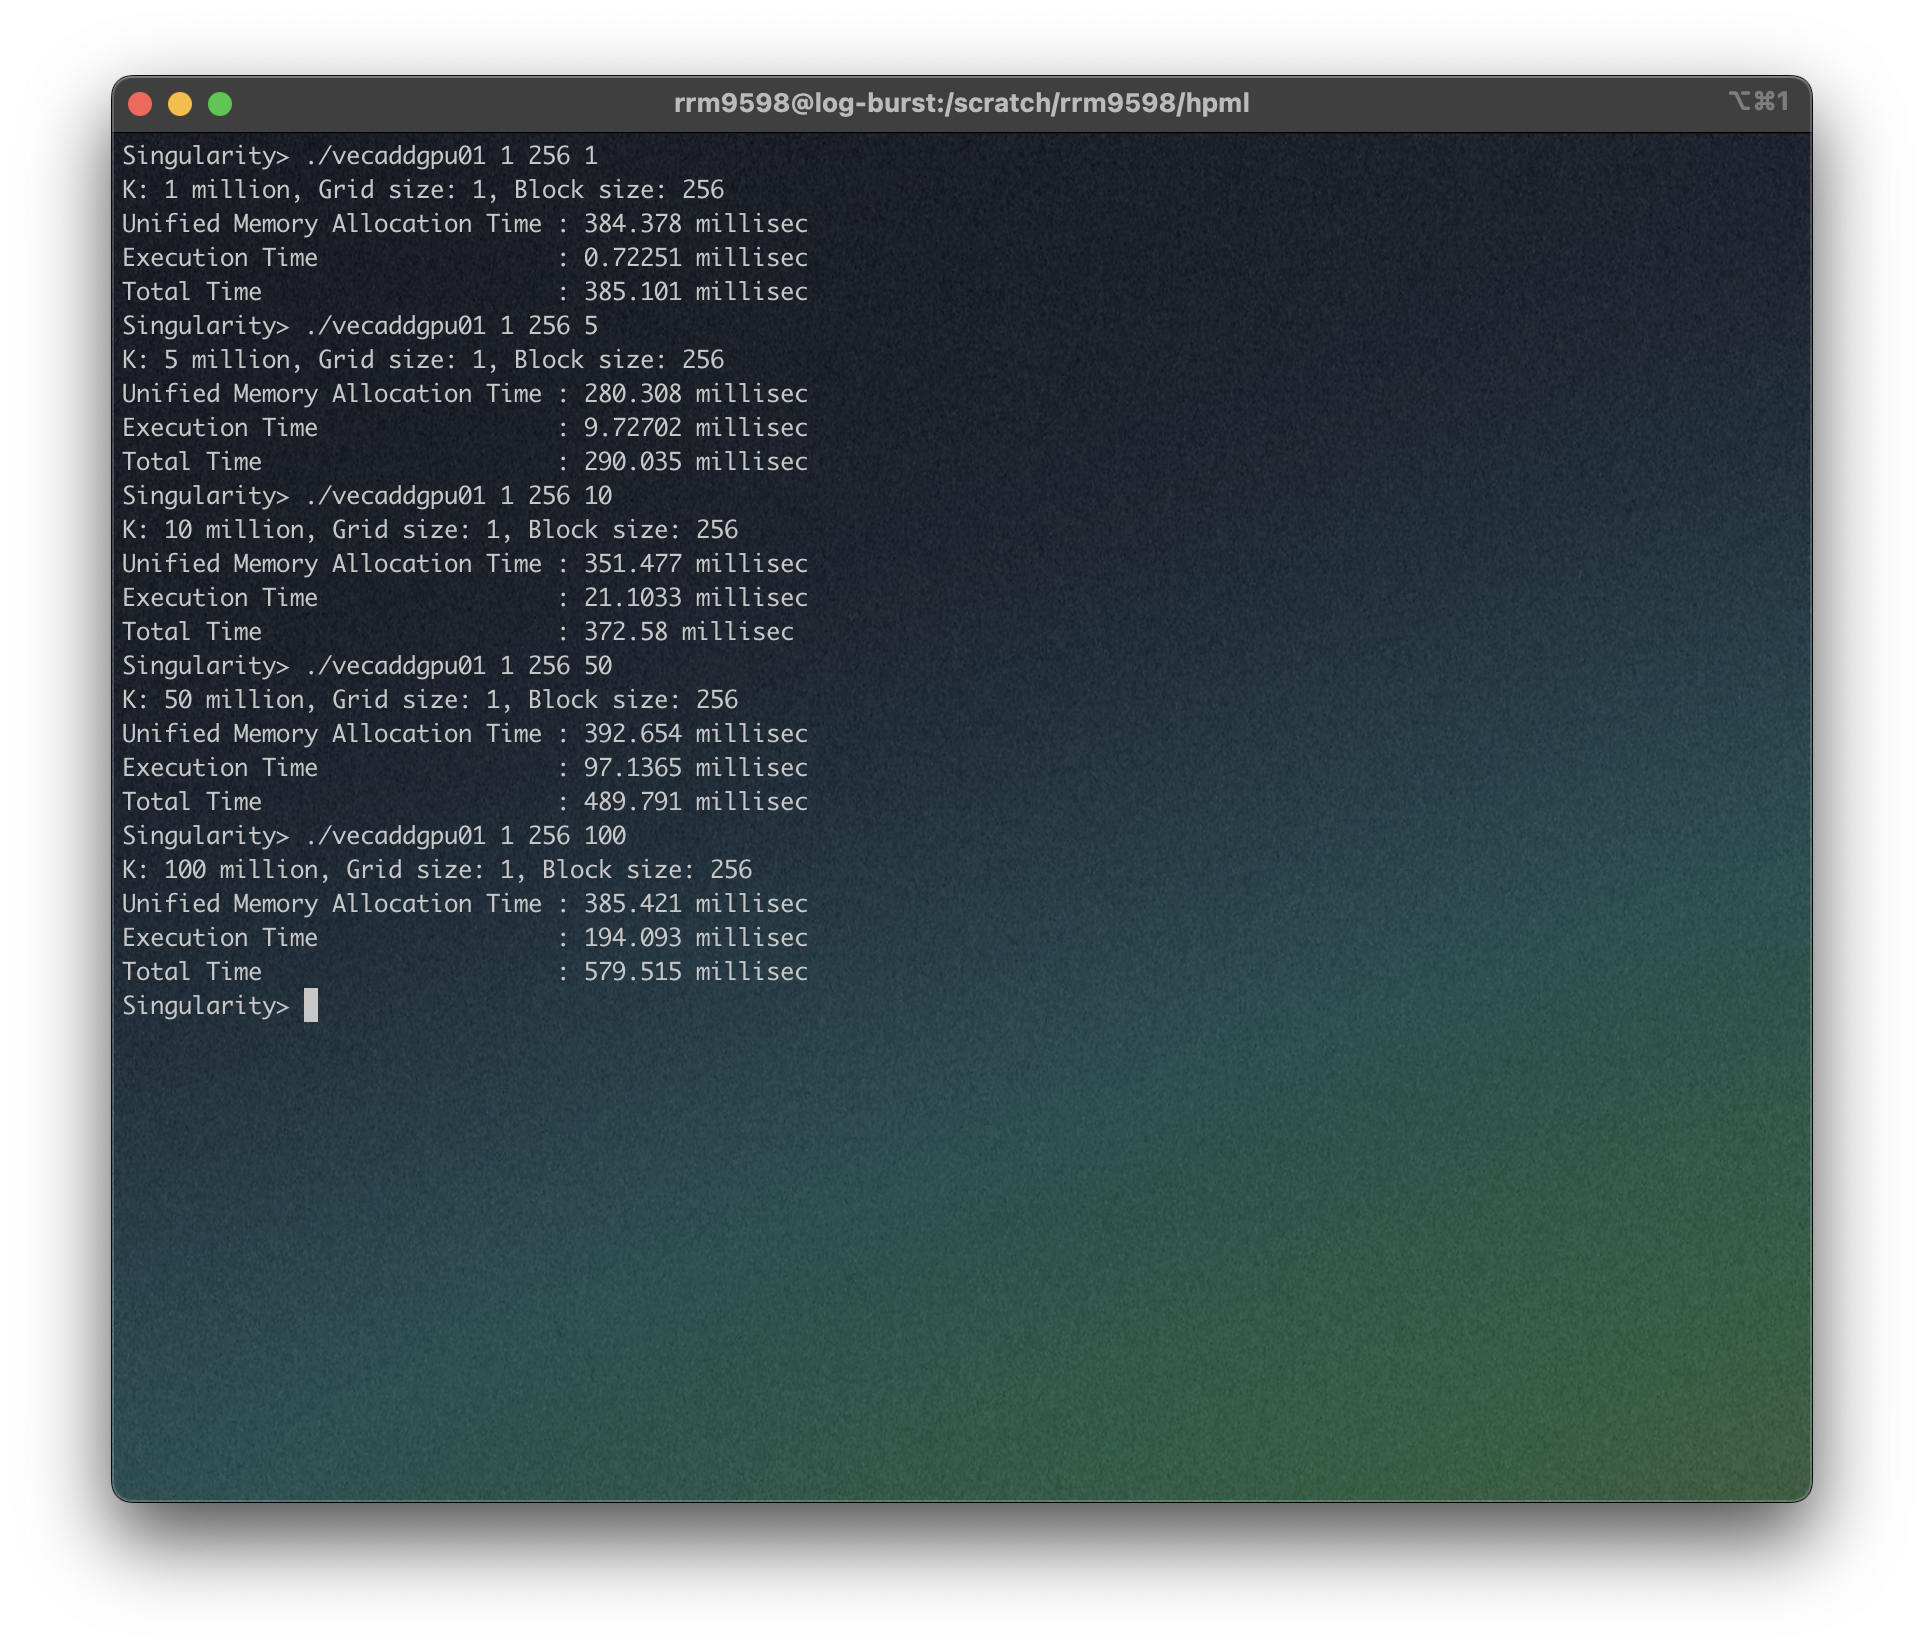 rrm9598@log-burst:/scratch/rrm9598/hpml ⌥⌘1
Singularity> ./vecaddgpu01 1 256 1
K: 1 million, Grid size: 1, Block size: 256
Unified Memory Allocation Time : 384.378 millisec
Execution Time                 : 0.72251 millisec
Total Time                     : 385.101 millisec
Singularity> ./vecaddgpu01 1 256 5
K: 5 million, Grid size: 1, Block size: 256
Unified Memory Allocation Time : 280.308 millisec
Execution Time                 : 9.72702 millisec
Total Time                     : 290.035 millisec
Singularity> ./vecaddgpu01 1 256 10
K: 10 million, Grid size: 1, Block size: 256
Unified Memory Allocation Time : 351.477 millisec
Execution Time                 : 21.1033 millisec
Total Time                     : 372.58 millisec
Singularity> ./vecaddgpu01 1 256 50
K: 50 million, Grid size: 1, Block size: 256
Unified Memory Allocation Time : 392.654 millisec
Execution Time                 : 97.1365 millisec
Total Time                     : 489.791 millisec
Singularity> ./vecaddgpu01 1 256 100
K: 100 million, Grid size: 1, Block size: 256
Unified Memory Allocation Time : 385.421 millisec
Execution Time                 : 194.093 millisec
Total Time                     : 579.515 millisec
Singularity>